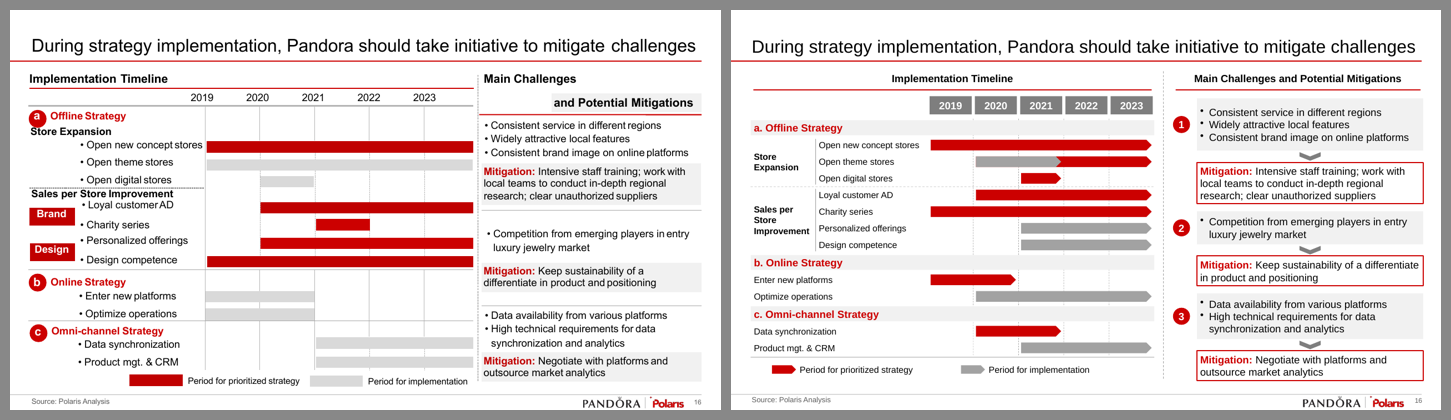 During strategy implementation, Pandora should take initiative to mitigate challenges
Implementation Timeline
2019 2020 2021 2022 2023
a Offline Strategy
Store Expansion
• Open new concept stores
• Open theme stores
• Open digital stores
Sales per Store Improvement
Brand
• Loyal customer AD
• Charity series
Design
• Personalized offerings
• Design competence
b Online Strategy
• Enter new platforms
• Optimize operations
c Omni-channel Strategy
• Data synchronization
• Product mgt. & CRM
Period for prioritized strategy Period for implementation
Main Challenges
and Potential Mitigations
• Consistent service in different regions
• Widely attractive local features
• Consistent brand image on online platforms
Mitigation: Intensive staff training; work with
local teams to conduct in-depth regional
research; clear unauthorized suppliers
• Competition from emerging players in entry
luxury jewelry market
Mitigation: Keep sustainability of a
differentiate in product and positioning
• Data availability from various platforms
• High technical requirements for data
synchronization and analytics
Mitigation: Negotiate with platforms and
outsource market analytics
Source: Polaris Analysis
PANDÖRA | Polaris 16
During strategy implementation, Pandora should take initiative to mitigate challenges
Implementation Timeline
2019 2020 2021 2022 2023
a. Offline Strategy
Store
Expansion
Open new concept stores
Open theme stores
Open digital stores
Sales per
Store
Improvement
Loyal customer AD
Charity series
Personalized offerings
Design competence
b. Online Strategy
Enter new platforms
Optimize operations
c. Omni-channel Strategy
Data synchronization
Product mgt. & CRM
Period for prioritized strategy Period for implementation
Main Challenges and Potential Mitigations
1
• Consistent service in different regions
• Widely attractive local features
• Consistent brand image on online platforms
Mitigation: Intensive staff training; work with
local teams to conduct in-depth regional
research; clear unauthorized suppliers
2
• Competition from emerging players in entry
luxury jewelry market
Mitigation: Keep sustainability of a differentiate
in product and positioning
3
• Data availability from various platforms
• High technical requirements for data
synchronization and analytics
Mitigation: Negotiate with platforms and
outsource market analytics
Source: Polaris Analysis
PANDÖRA | Polaris 16